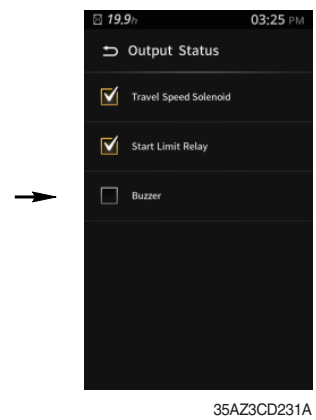 19.9h 03:25 PM
Output Status
Travel Speed Solenoid
Start Limit Relay
Buzzer
35AZ3CD231A